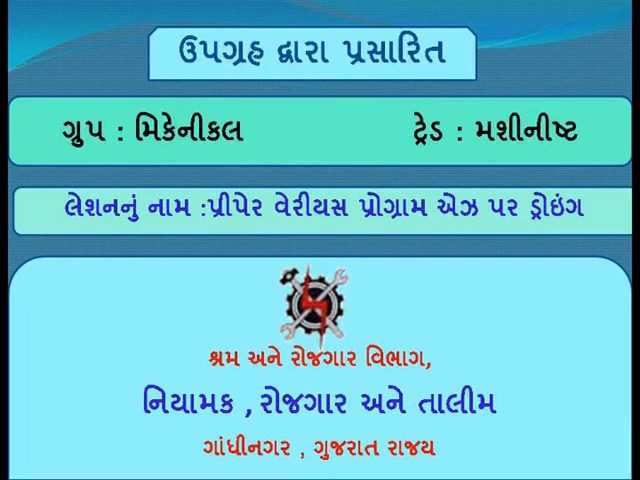 ઉપગ્રહ દ્વારા પ્રસારિત
ગ્રુપ : મિકેનીકલ ટ્રેડ : મશીનીષ્ટ
લેશનનું નામ :પ્રીપેર વેરીયસ પ્રોગ્રામ એઝ પર ડ્રોઇંગ
શ્રમ અને રોજગાર વિભાગ,
નિયામક , રોજગાર અને તાલીમ
ગાંધીનગર , ગુજરાત રાજય